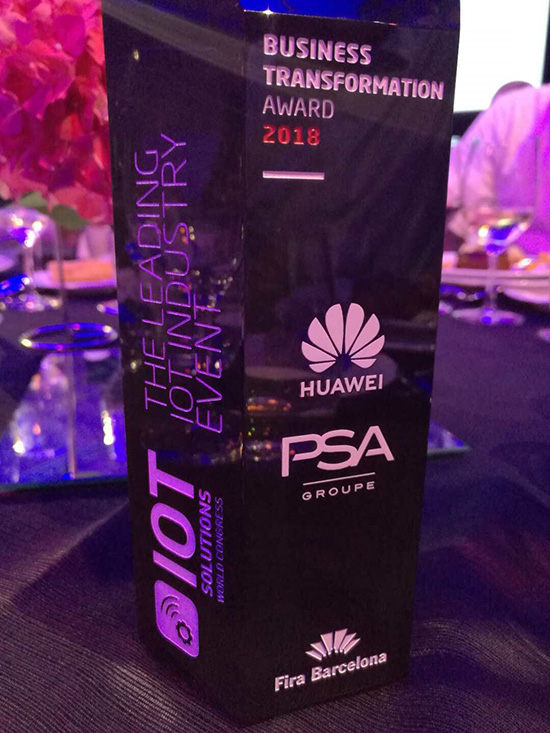 BUSINESS
TRANSFORMATION
AWARD
2018
HUAWEI
PSA
GROUPE
Fira Barcelona
THE LEADING
IOT INDUSTRY
EVENT
IOT
SOLUTIONS
WORLD CONGRESS